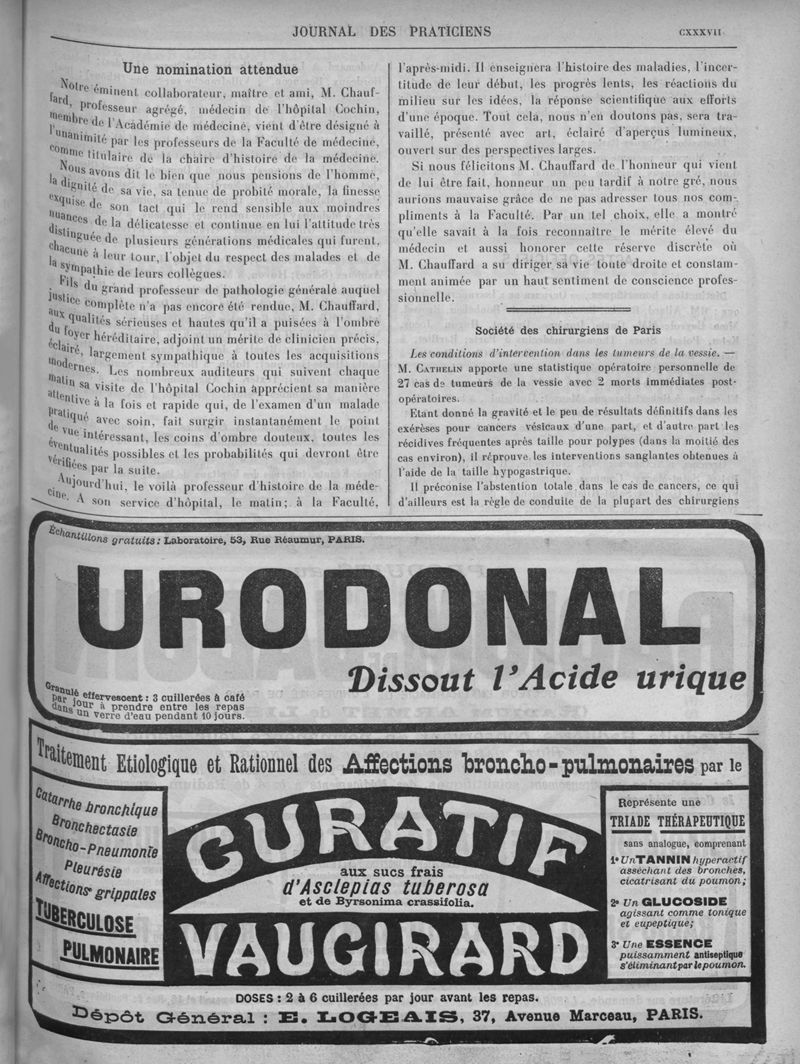 JOURNAL DES PRATICIENS
CXXXVII
Une nomination attendue
Notre éminent collaborateur, maître et ami, M. Chauf-
fard, professeur agrégé, médecin de l'hôpital Cochin,
membre de l'Académie de médecine, vient d'être désigné à
l'unanimité par les professeurs de la Faculté de médecine,
comme titulaire de la chaire d'histoire de la médecine.
Nous avons dit le bien que nous pensions de l'homme,
la dignité de sa vie, sa tenue de probité morale, la finesse
exquise de son tact qui le rend sensible aux moindres
nuances de la délicatesse et continue en lui l'attitude très
distinguée de plusieurs générations médicales qui furent,
chacune à leur tour, l'objet du respect des malades et de
la sympathie de leurs collègues.
Fils du grand professeur de pathologie générale auquel
justice complète n'a pas encore été rendue, M. Chauffard,
aux qualités sérieuses et hautes qu'il a puisées à l'ombre
du foyer héréditaire, adjoint un mérite de clinicien précis,
éclairé, largement sympathique à toutes les acquisitions
modernes. Les nombreux auditeurs qui suivent chaque
matin sa visite de l'hôpital Cochin apprécient sa manière
attentive à la fois et rapide qui, de l'examen d'un malade
pratiqué avec soin, fait surgir instantanément le point
de vue intéressant, les coins d'ombre douteux, toutes les
éventualités possibles et les probabilités qui devront être
vérifiées par la suite.
Aujourd'hui, le voilà professeur d'histoire de la méde-
cine. A son service d'hôpital, le matin; à la Faculté,
l'après-midi. Il enseignera l'histoire des maladies, l'incer-
titude de leur début, les progrès lents, les réactions du
milieu sur les idées, la réponse scientifique aux efforts
d'une époque. Tout cela, nous n'en doutons pas, sera tra-
vaillé, présenté avec art, éclairé d'aperçus lumineux,
ouvert sur des perspectives larges.
Si nous félicitons M. Chauffard de l'honneur qui vient
de lui être fait, honneur un peu tardif à notre gré, nous
aurions mauvaise grâce de ne pas adresser tous nos com-
pliments à la Faculté. Par un tel choix, elle a montré
qu'elle savait à la fois reconnaître le mérite élevé du
médecin et aussi honorer cette réserve discrète où
M. Chauffard a su diriger sa vie toute droite et constam-
ment animée par un haut sentiment de conscience profes-
sionnelle.
Société des chirurgiens de Paris
Les conditions d'intervention dans les tumeurs de la vessie. —
M. CATHELIN apporte une statistique opératoire personnelle de
27 cas de tumeurs de la vessie avec 2 morts immédiates post-
opératoires.
Etant donné la gravité et le peu de résultats définitifs dans les
exérèses pour cancers vésicaux d'une part, et d'autre part les
récidives fréquentes après taille pour polypes (dans la moitié des
cas environ), il réprouve les interventions sanglantes obtenues à
l'aide de la taille hypogastrique.
Il préconise l'abstention totale dans le cas de cancers, ce qui
d'ailleurs est la règle de conduite de la plupart des chirurgiens
Échantillons gratuits : Laboratoire, 53, Rue Réaumur, PARIS.
URODONAL
Dissout l'Acide urique
Granulé effervescent : 3 cuillerées à café
par jour à prendre entre les repas
dans un verre d'eau pendant 10 jours.
Traitement Etiologique et Rationnel des Affections broncho-pulmonaires par le
Catarrhe bronchique
Bronchectasie
Broncho-Pneumonie
Pleurésie
Affections grippales
TUBERCULOSE
PULMONAIRE
CURATIF
aux sucs frais
d'Asclepias tuberosa
et de Byrsonima crassifolia.
VAUGIRARD
Représente une
TRIADE THÉRAPEUTIQUE
sans analogue, comprenant
1° Un TANNIN hyperactif
asséchant des bronches,
cicatrisant du poumon;
2° Un GLUCOSIDE
agissant comme tonique
et eupeptique;
3° Une ESSENCE
puissamment antiseptique
s'éliminant par le poumon.
DOSES : 2 à 6 cuillerées par jour avant les repas.
Dépôt Général : E. LOGEAIS, 37, Avenue Marceau, PARIS.